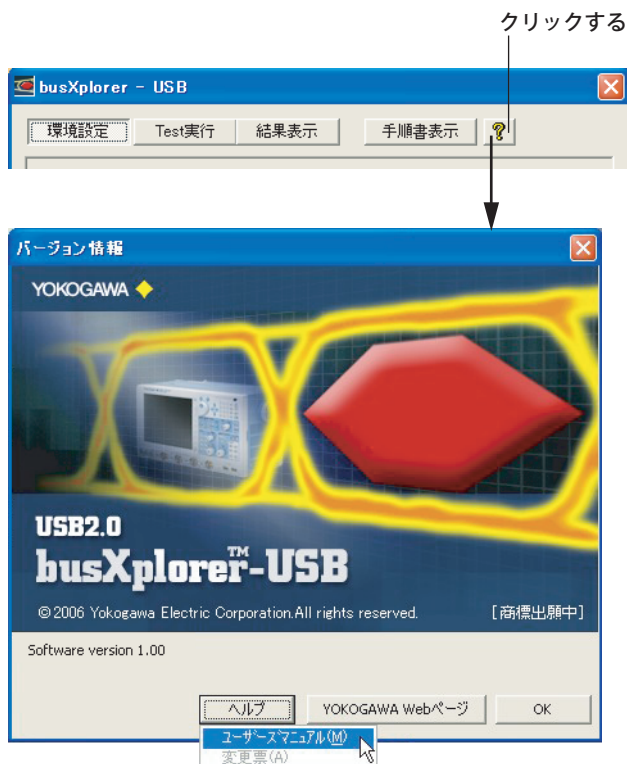 クリックする
busXplorer - USB
環境設定 Test実行 結果表示 手順書表示 ?
バージョン情報
YOKOGAWA
USB2.0
busXplorer™-USB
©2006 Yokogawa Electric Corporation.All rights reserved. [商標出願中]
Software version 1.00
ヘルプ YOKOGAWA Webページ OK
ユーザーズマニュアル(M)
変更票(A)